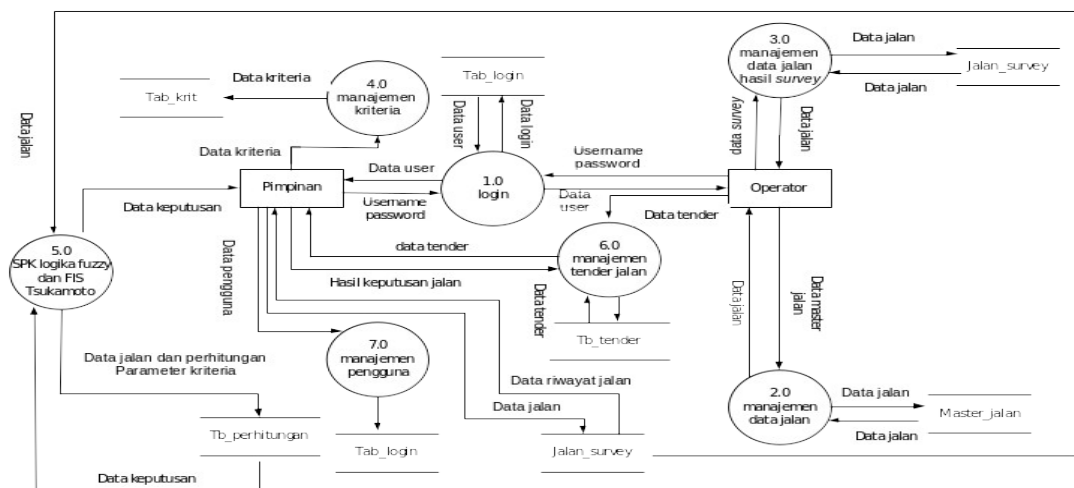 3.0
manajemen
data jalan
hasil survey
Data jalan
Jalan_survey
Data jalan
Tab_login
Data kriteria
4.0
manajemen
kriteria
Tab_krit
Data jalan
Data user
Data login
data survey
Data jalan
Data kriteria
Username
password
Data user
Pimpinan
1.0
login
Operator
Data keputusan
Username
password
Data
user
Data tender
5.0
SPK logika fuzzy
dan FIS
Tsukamoto
data tender
6.0
manajemen
tender jalan
Data pengguna
Hasil keputusan jalan
Data tender
Data jalan
Data master
jalan
Tb_tender
7.0
manajemen
pengguna
Data jalan dan perhitungan
Parameter kriteria
Data riwayat jalan
2.0
manajemen
data jalan
Data jalan
Master_jalan
Data jalan
Data jalan
Tb_perhitungan
Tab_login
Jalan_survey
Data keputusan